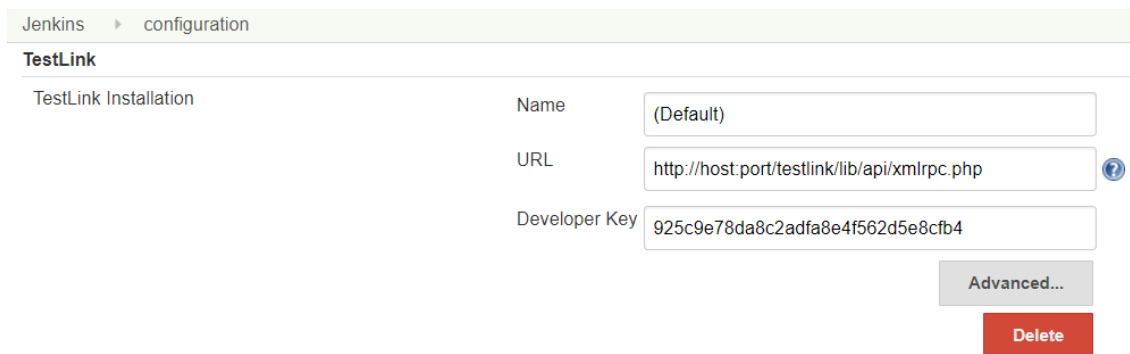 Jenkins configuration
TestLink
TestLink Installation
Name
(Default)
URL
http://host:port/testlink/lib/api/xmlrpc.php
?
Developer Key
925c9e78da8c2adfa8e4f562d5e8cfb4
Advanced...
Delete